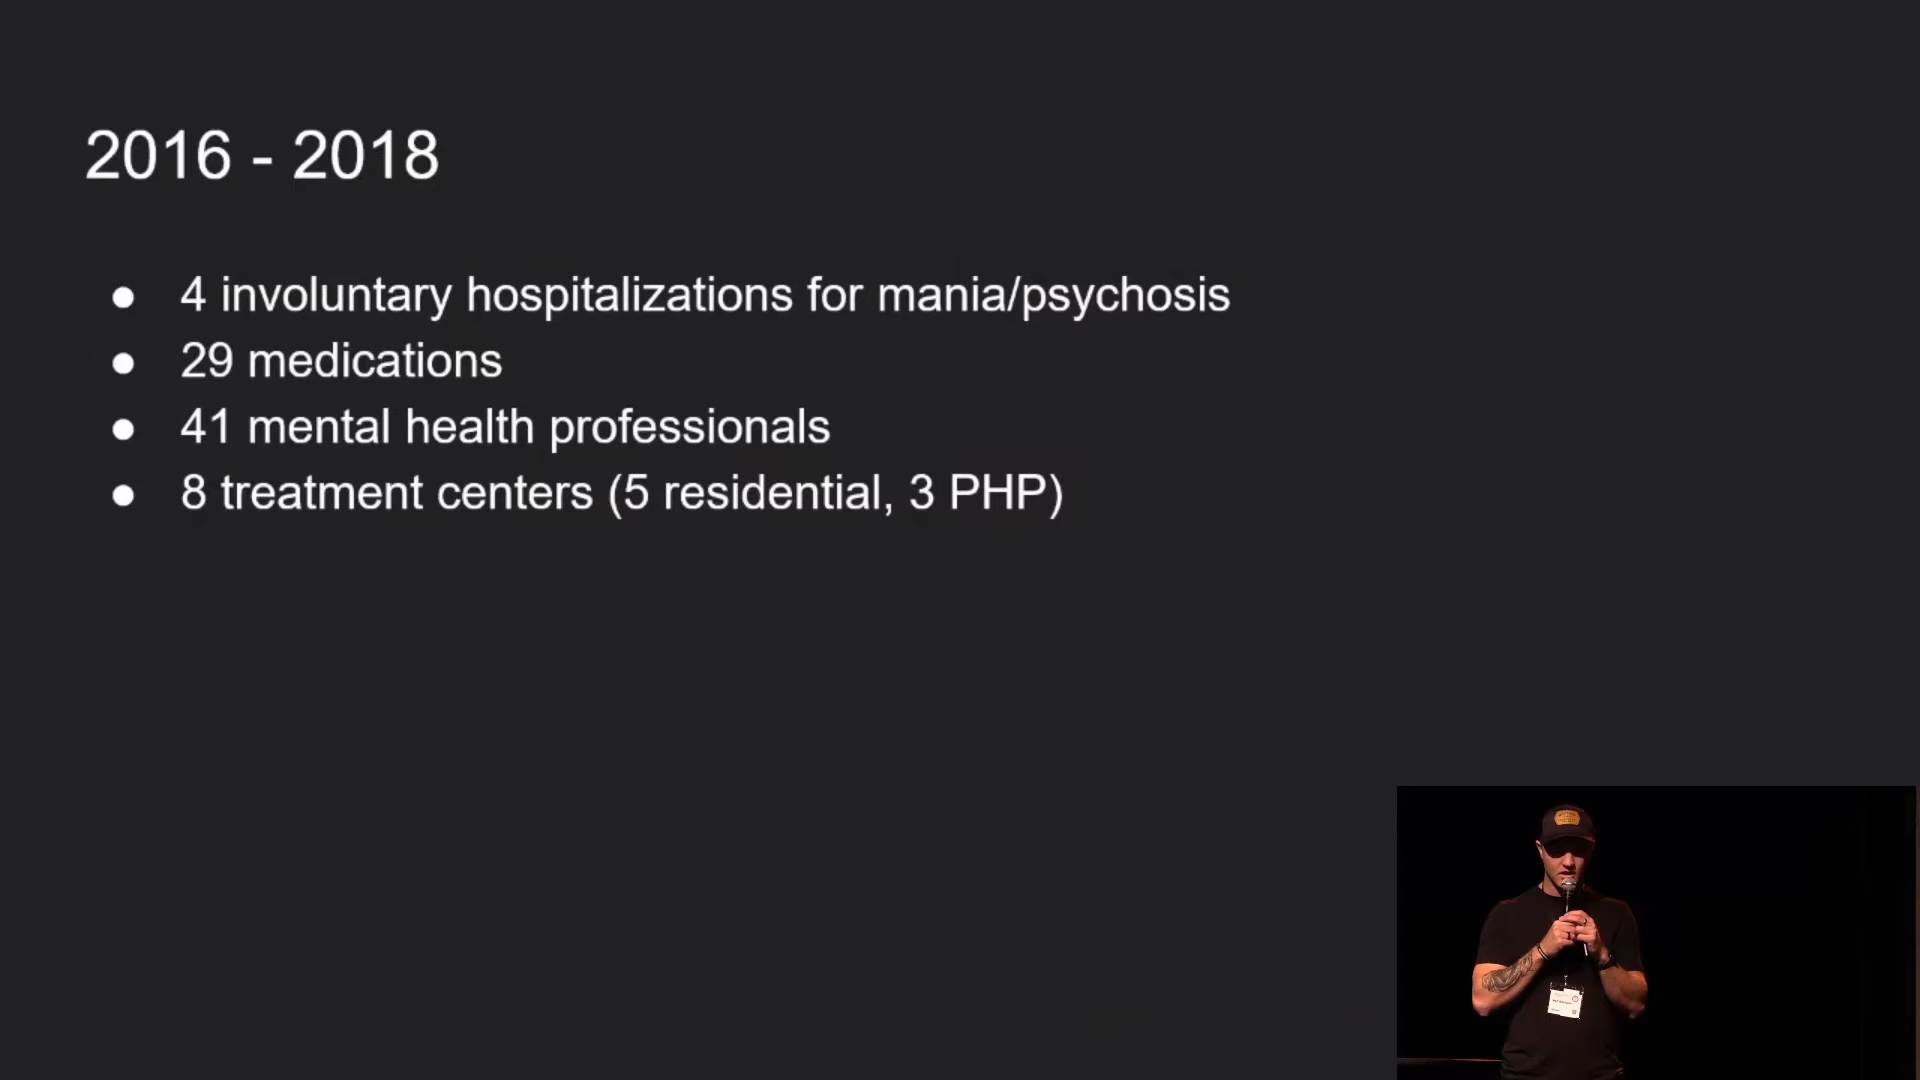 2016 - 2018
● 4 involuntary hospitalizations for mania/psychosis
● 29 medications
● 41 mental health professionals
● 8 treatment centers (5 residential, 3 PHP)